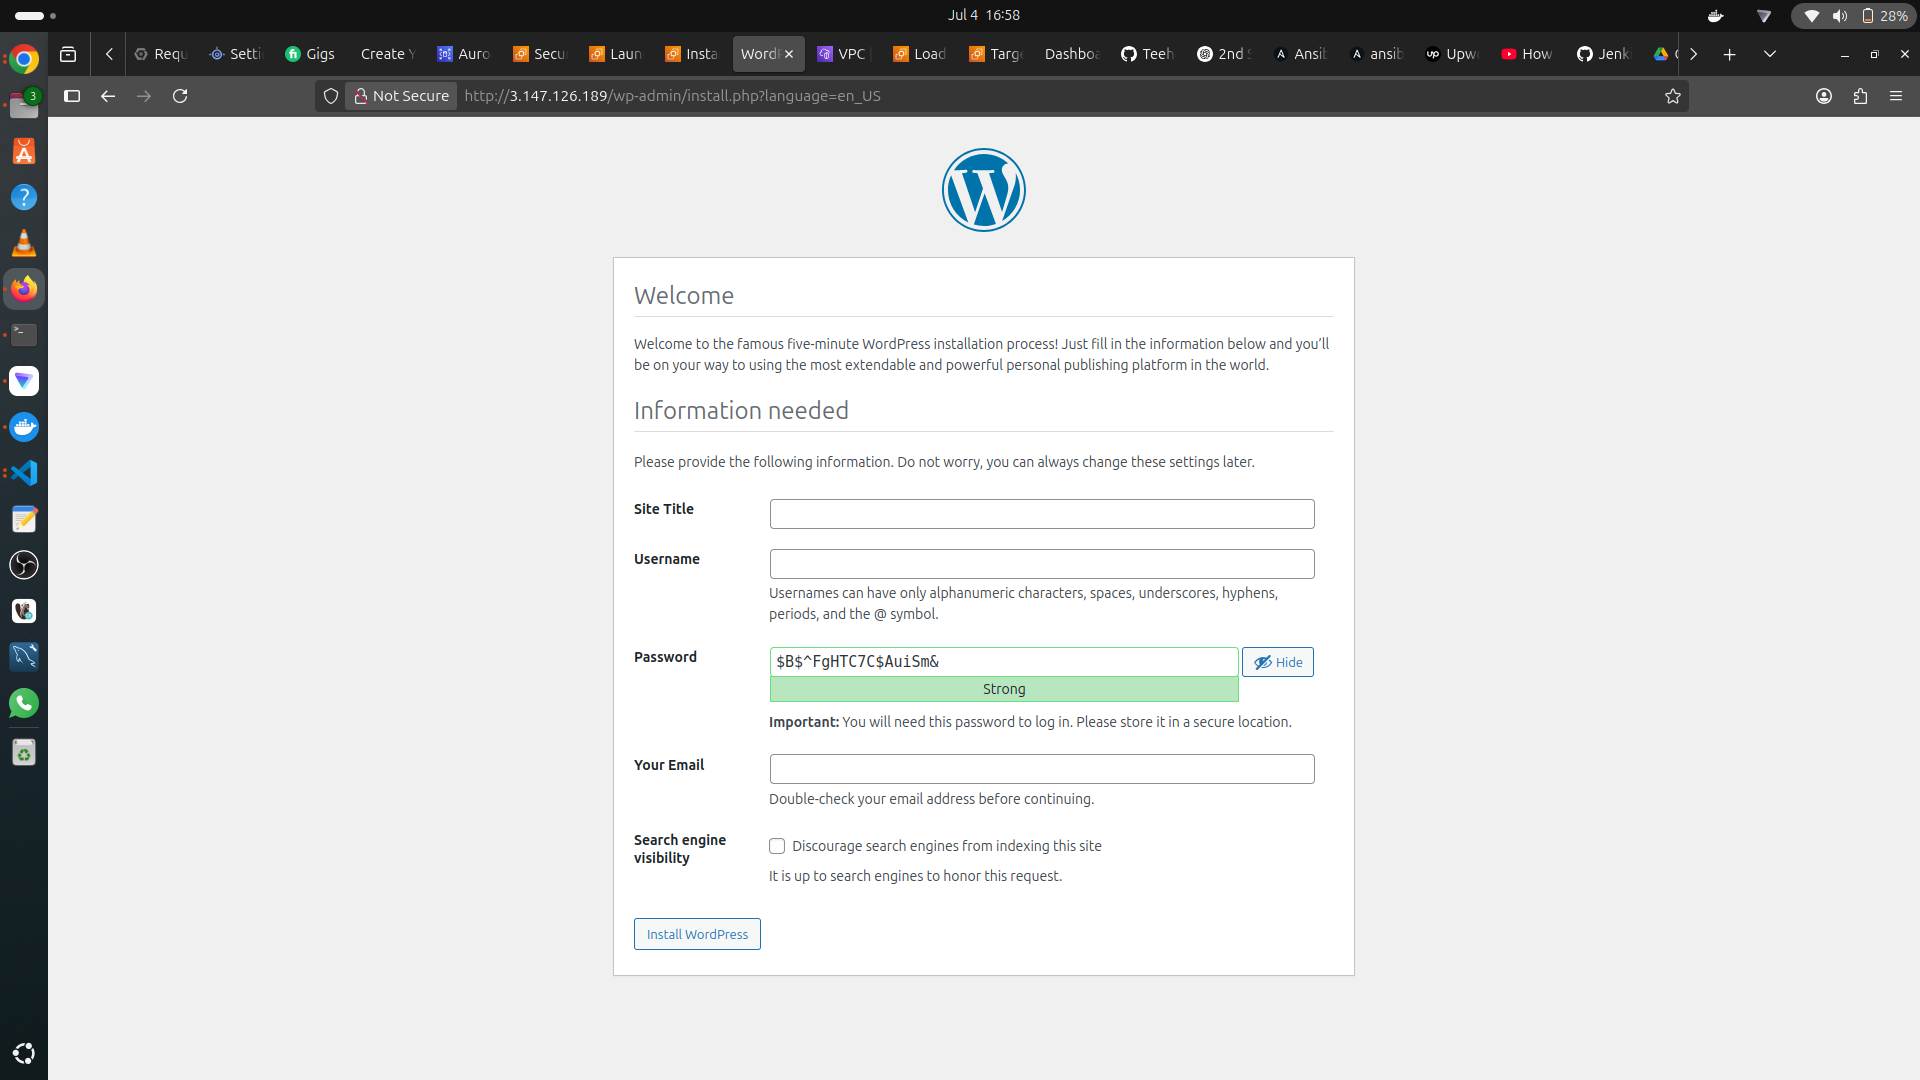 Jul 4 16:58
28%
Requ
Setti
Gigs
Create Y
Auro
Secu
Laun
Insta
WordP
VPC |
Load
Targe
Dashboa
Teeh
2nd S
Ansib
ansib
Upw
How
Jenki
Not Secure
http://3.147.126.189/wp-admin/install.php?language=en_US
3
W
Welcome
Welcome to the famous five-minute WordPress installation process! Just fill in the information below and you’ll
be on your way to using the most extendable and powerful personal publishing platform in the world.
Information needed
Please provide the following information. Do not worry, you can always change these settings later.
Site Title
Username
Usernames can have only alphanumeric characters, spaces, underscores, hyphens,
periods, and the @ symbol.
Password
$B$^FgHTC7C$AuiSm&
Hide
Strong
Important: You will need this password to log in. Please store it in a secure location.
Your Email
Double-check your email address before continuing.
Search engine
visibility
Discourage search engines from indexing this site
It is up to search engines to honor this request.
Install WordPress